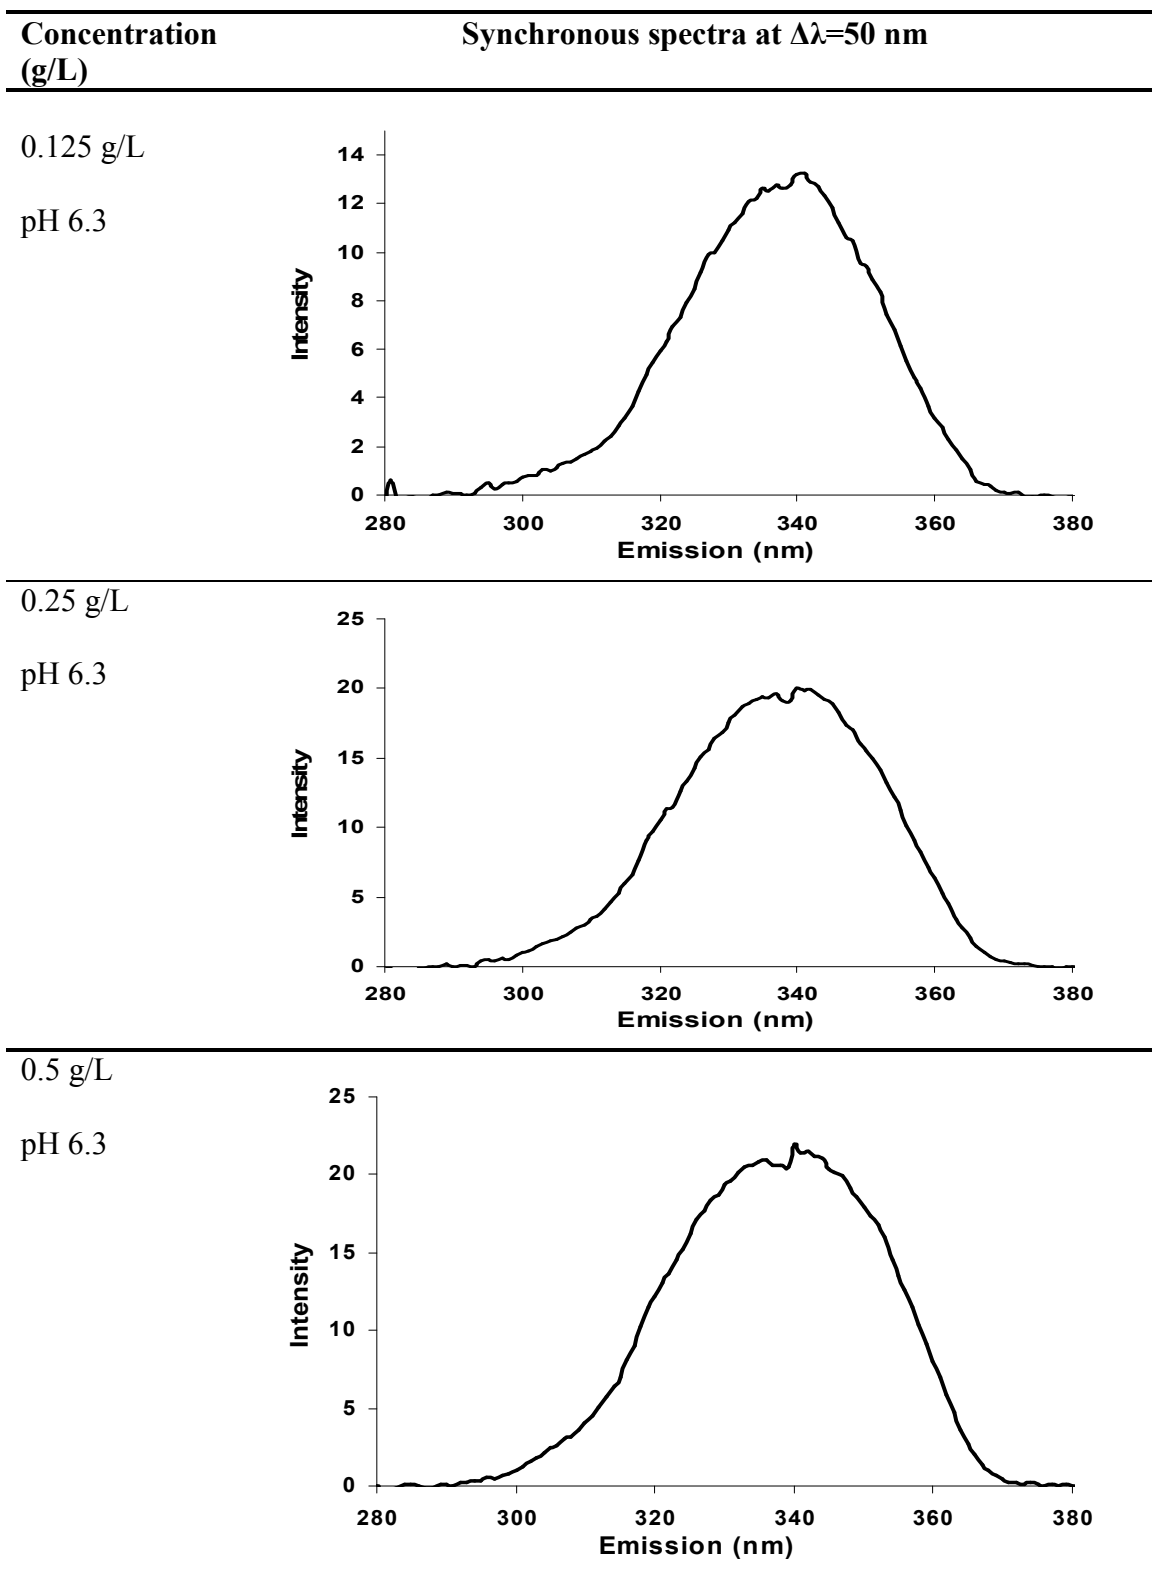 Concentration
(g/L)
Synchronous spectra at Δλ=50 nm
0.125 g/L
pH 6.3
14
12
10
8
6
4
2
0
Intensity
280 300 320 340 360 380
Emission (nm)
0.25 g/L
pH 6.3
25
20
15
10
5
0
Intensity
280 300 320 340 360 380
Emission (nm)
0.5 g/L
pH 6.3
25
20
15
10
5
0
Intensity
280 300 320 340 360 380
Emission (nm)